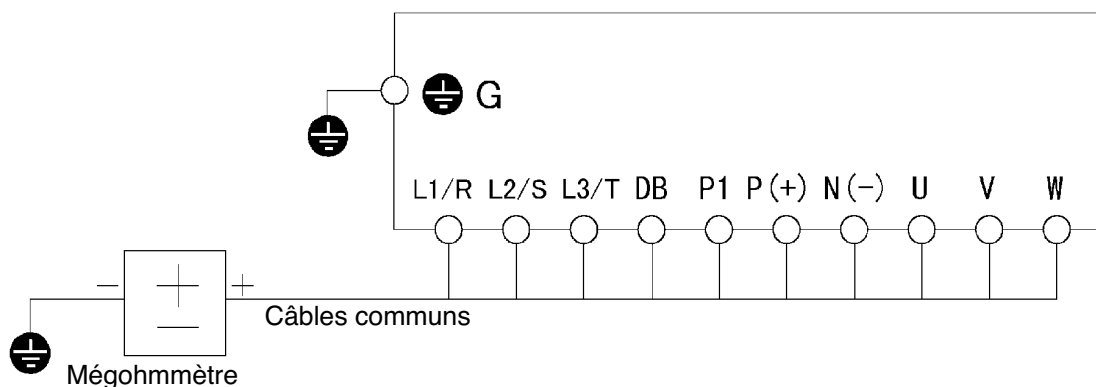 G
L1/R L2/S L3/T DB P1 P(+) N(-) U V W
- + +
-
Câbles communs
Mégohmmètre